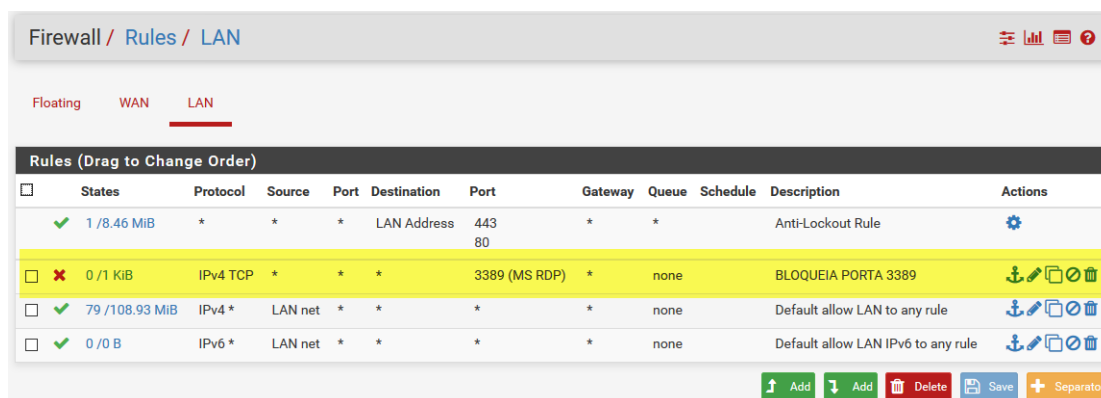 Firewall / Rules / LAN
Floating WAN LAN
Rules (Drag to Change Order)
States Protocol Source Port Destination Port Gateway Queue Schedule Description Actions
1 /8.46 MiB * * * LAN Address 443 * * Anti-Lockout Rule
80
0 /1 KiB IPv4 TCP * * * 3389 (MS RDP) * none BLOQUEIA PORTA 3389
79 /108.93 MiB IPv4 * LAN net * * * * none Default allow LAN to any rule
0 /0 B IPv6 * LAN net * * * * none Default allow LAN IPv6 to any rule
Add Add Delete Save Separato